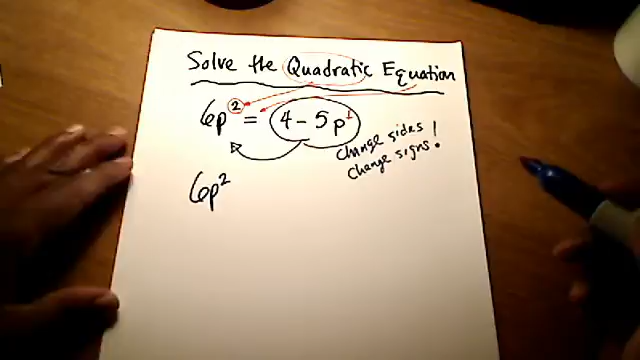 Solve the Quadratic Equation
6p² = 4 - 5p¹
change sides!
change signs!
6p²